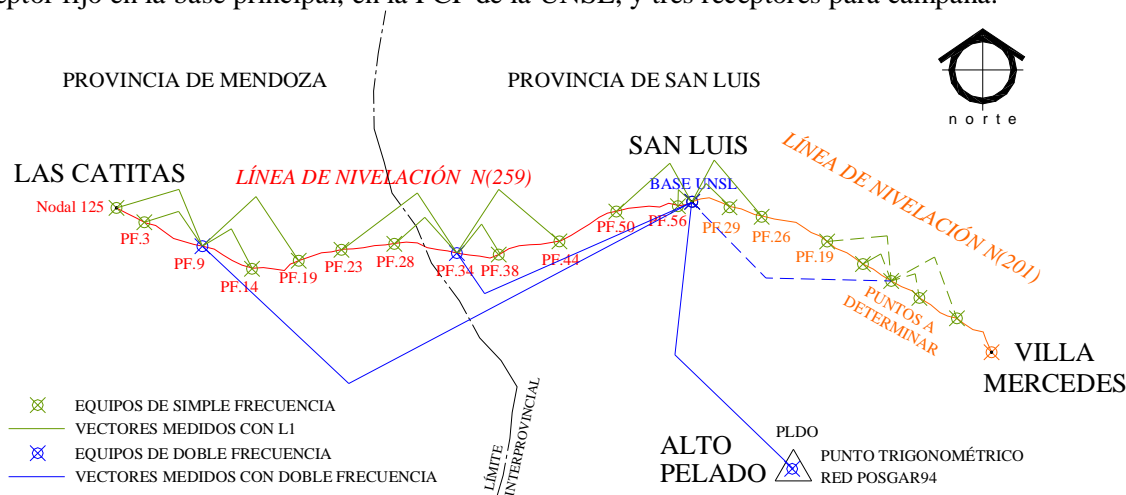 eptor fijo en la base principal, en la FCF de la UNSE, y tres receptores para campaña.
PROVINCIA DE MENDOZA
PROVINCIA DE SAN LUIS
norte
LAS CATITAS
LÍNEA DE NIVELACIÓN N(259)
SAN LUIS
BASE UNSL
LÍNEA DE NIVELACIÓN N(201)
Nodal 125
PF.3
PF.9
PF.14
PF.19
PF.23
PF.28
PF.34
PF.38
PF.44
PF.50
PF.56
PF.29
PF.26
PF.19
PUNTOS A
DETERMINAR
VILLA
MERCEDES
EQUIPOS DE SIMPLE FRECUENCIA
VECTORES MEDIDOS CON L1
EQUIPOS DE DOBLE FRECUENCIA
VECTORES MEDIDOS CON DOBLE FRECUENCIA
LÍMITE
INTERPROVINCIAL
ALTO
PELADO
PLDO
PUNTO TRIGONOMÉTRICO
RED POSGAR94